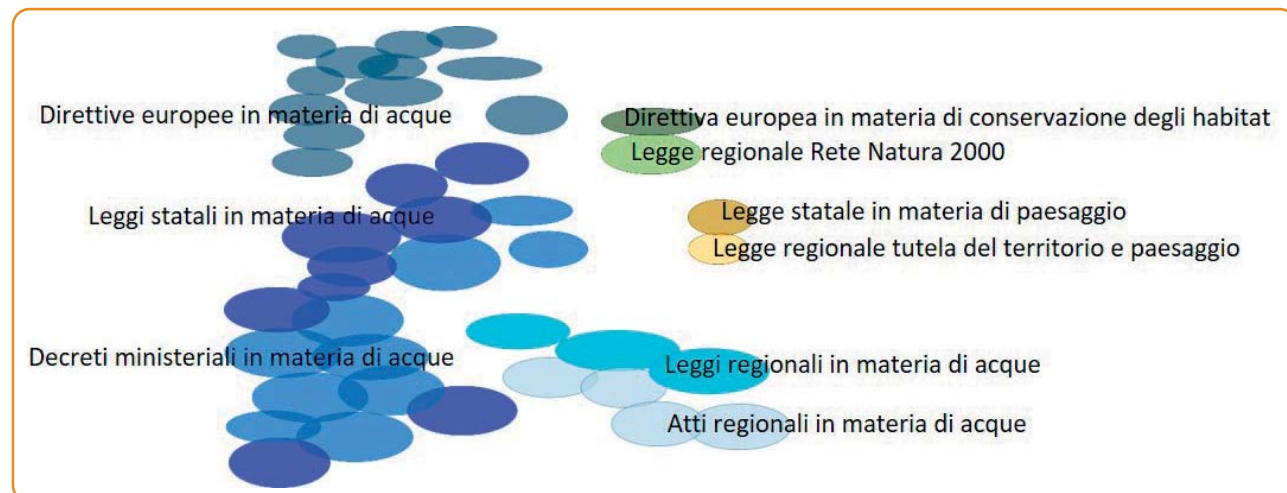 Direttive europee in materia di acque
Direttiva europea in materia di conservazione degli habitat
Legge regionale Rete Natura 2000
Leggi statali in materia di acque
Legge statale in materia di paesaggio
Legge regionale tutela del territorio e paesaggio
Decreti ministeriali in materia di acque
Leggi regionali in materia di acque
Atti regionali in materia di acque